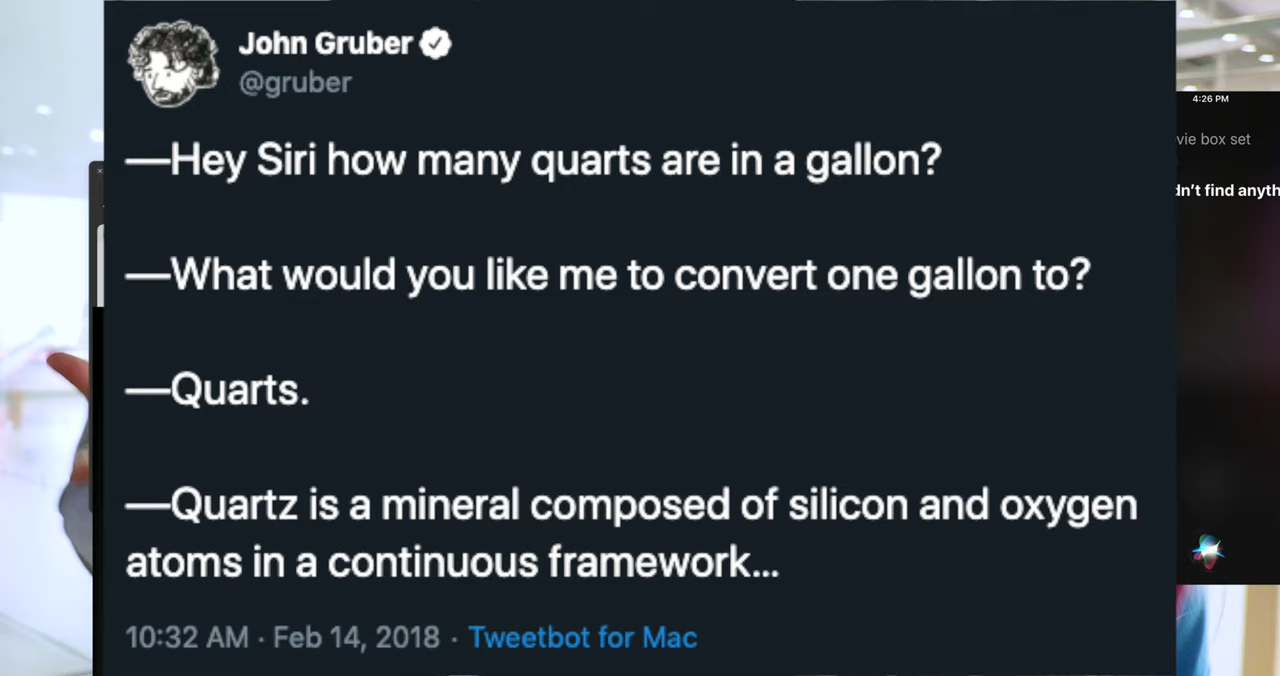 John Gruber
@gruber
—Hey Siri how many quarts are in a gallon?
—What would you like me to convert one gallon to?
—Quarts.
—Quartz is a mineral composed of silicon and oxygen
atoms in a continuous framework...
10:32 AM · Feb 14, 2018 · Tweetbot for Mac
4:26 PM
vie box set
dn't find anyth